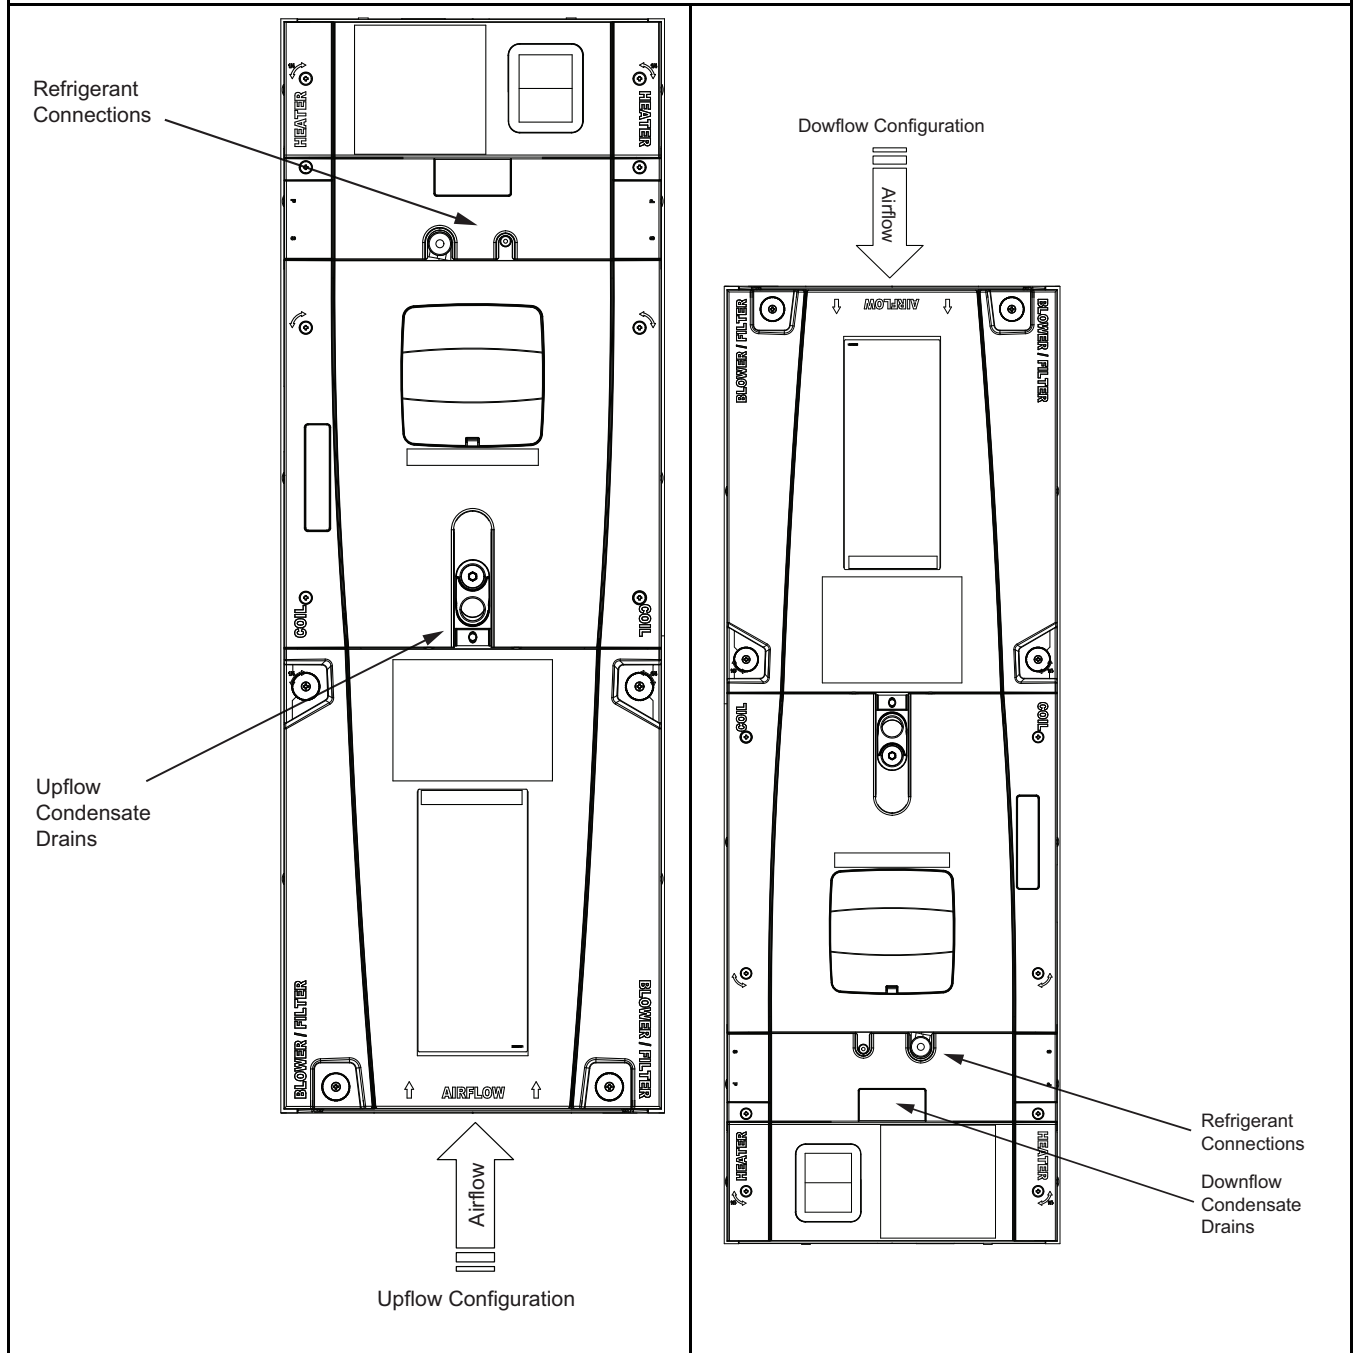 Refrigerant
Connections
HEATER
HEATER
COIL
COIL
Upflow
Condensate
Drains
BLOWER / FILTER
BLOWER / FILTER
AIRFLOW
Airflow
Upflow Configuration
Dowflow Configuration
Airflow
BLOWER / FILTER
AIRFLOW
BLOWER / FILTER
COIL
COIL
HEATER
HEATER
Refrigerant
Connections
Downflow
Condensate
Drains